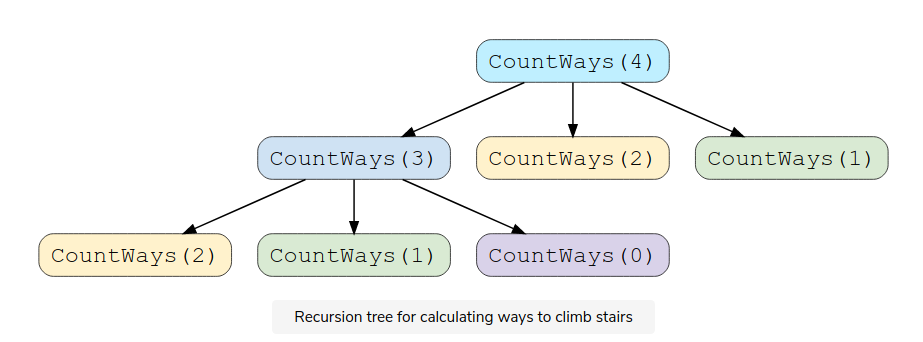 CountWays(4)
CountWays(3)
CountWays(2)
CountWays(1)
CountWays(2)
CountWays(1)
CountWays(0)
Recursion tree for calculating ways to climb stairs